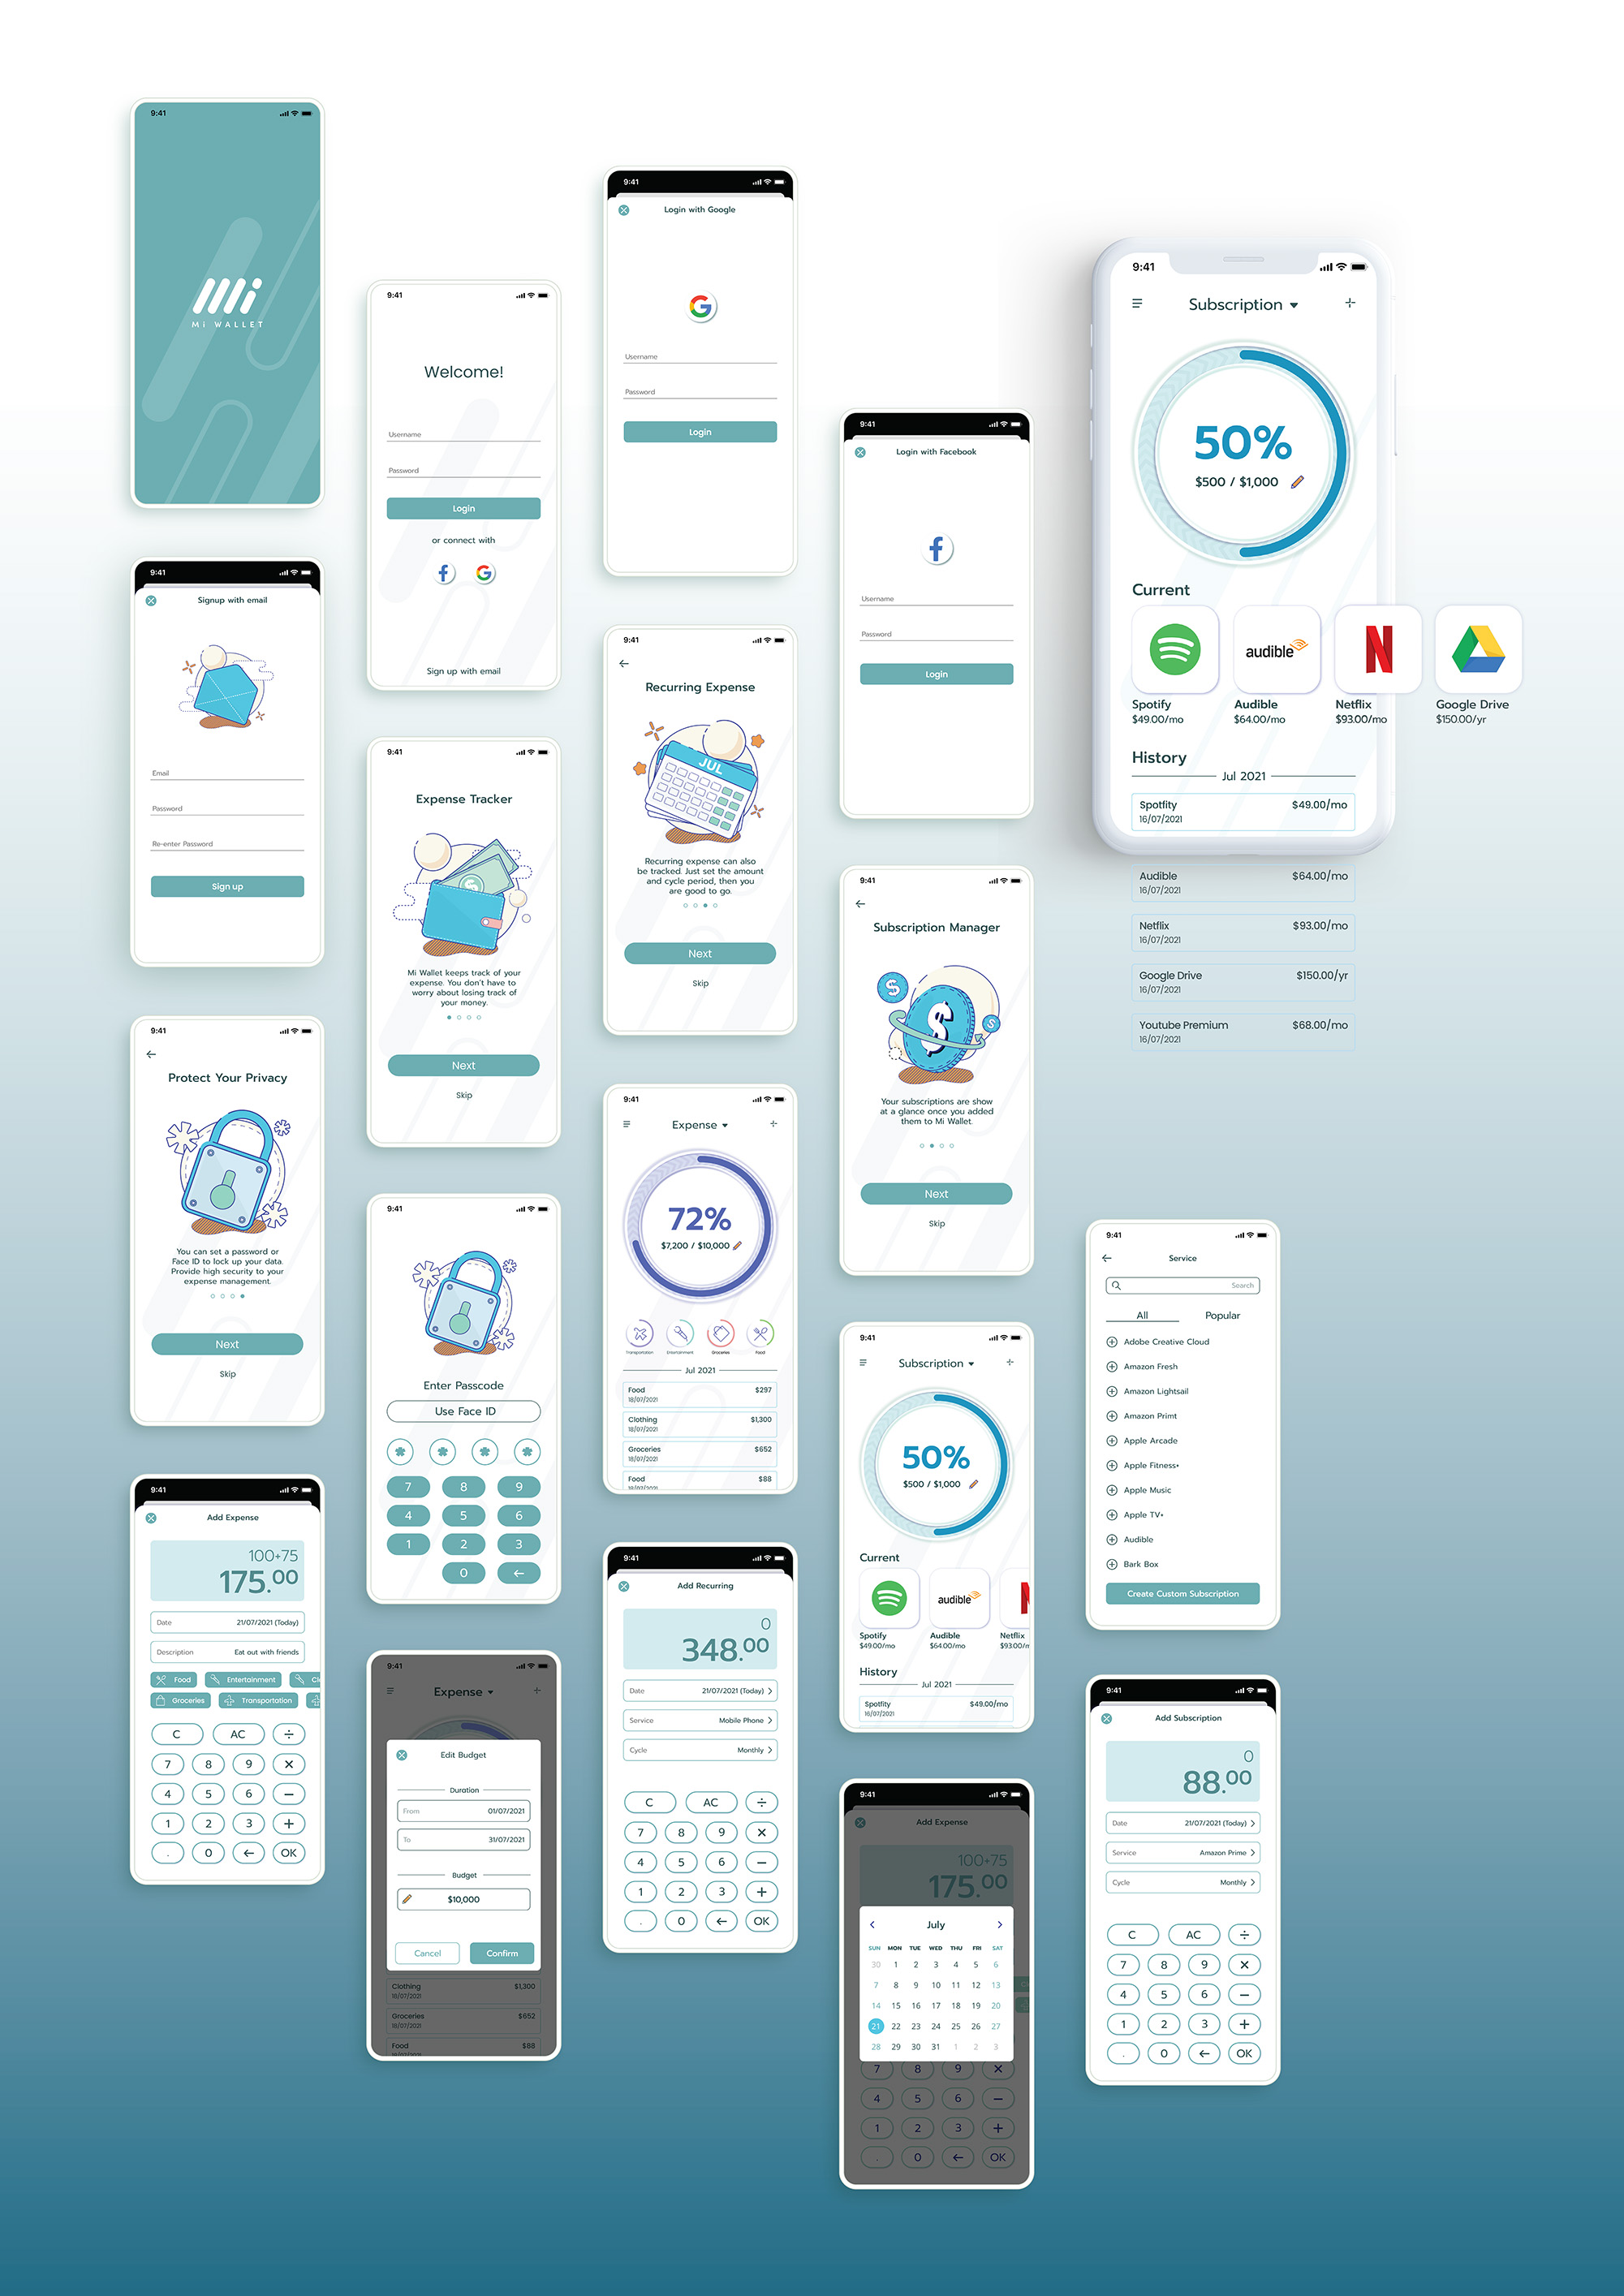 9:41
Mi WALLET
9:41
Signup with email
Email
Password
Re-enter Password
Sign up
9:41
Protect Your Privacy
You can set a password or
Face ID to lock up your data.
Provide high security to your
expense management.
Next
Skip
9:41
Add Expense
100+75
175.00
Date 21/07/2021 (Today)
Description Eat out with friends
Food Entertainment Cl
Groceries Transportation
C AC ÷
7 8 9 ×
4 5 6 −
1 2 3 +
. 0 ← OK
9:41
Welcome!
Username
Password
Login
or connect with
f G
Sign up with email
9:41
Expense Tracker
Mi Wallet keeps track of your
expense. You don't have to
worry about losing track of
your money.
Next
Skip
9:41
Enter Passcode
Use Face ID
7 8 9
4 5 6
1 2 3
0 ←
9:41
Expense
Edit Budget
Duration
From 01/07/2021
To 31/07/2021
Budget
$10,000
Cancel Confirm
Clothing $1,300
18/07/2021
Groceries $652
18/07/2021
Food $88
9:41
Login with Google
G
Username
Password
Login
9:41
Recurring Expense
JUL
Recurring expense can also
be tracked. Just set the amount
and cycle period, then you
are good to go.
Next
Skip
9:41
Expense
72%
$7,200 / $10,000
Transportation Entertainment Groceries Food
Jul 2021
Food $297
18/07/2021
Clothing $1,300
18/07/2021
Groceries $652
18/07/2021
Food $88
18/07/2021
9:41
Add Recurring
0
348.00
Date 21/07/2021 (Today)
Service Mobile Phone
Cycle Monthly
C AC ÷
7 8 9 ×
4 5 6 −
1 2 3 +
. 0 ← OK
9:41
Login with Facebook
f
Username
Password
Login
9:41
Subscription Manager
Your subscriptions are show
at a glance once you added
them to Mi Wallet.
Next
Skip
9:41
Subscription
50%
$500 / $1,000
Current
audible
Spotify Audible Netflix
$49.00/mo $64.00/mo $93.00/m
History
Jul 2021
Spotfity $49.00/mo
16/07/2021
9:41
Add Expense
100+75
175.00
July
SUN MON TUE WED THU FRI SAT
30 1 2 3 4 5 6
7 8 9 10 11 12 13
14 15 16 17 18 19 20
21 22 23 24 25 26 27
28 29 30 31 1 2 3
7 8 9 ×
4 5 6 −
1 2 3 +
. 0 ← OK
9:41
Subscription
50%
$500 / $1,000
Current
audible N
Spotify Audible Netflix Google Drive
$49.00/mo $64.00/mo $93.00/mo $150.00/yr
History
Jul 2021
Spotfity $49.00/mo
16/07/2021
Audible $64.00/mo
16/07/2021
Netflix $93.00/mo
16/07/2021
Google Drive $150.00/yr
16/07/2021
Youtube Premium $68.00/mo
16/07/2021
9:41
Service
Search
All Popular
Adobe Creative Cloud
Amazon Fresh
Amazon Lightsail
Amazon Primt
Apple Arcade
Apple Fitness+
Apple Music
Apple TV+
Audible
Bark Box
Create Custom Subscription
9:41
Add Subscription
0
88.00
Date 21/07/2021 (Today)
Service Amazon Prime
Cycle Monthly
C AC ÷
7 8 9 ×
4 5 6 −
1 2 3 +
. 0 ← OK